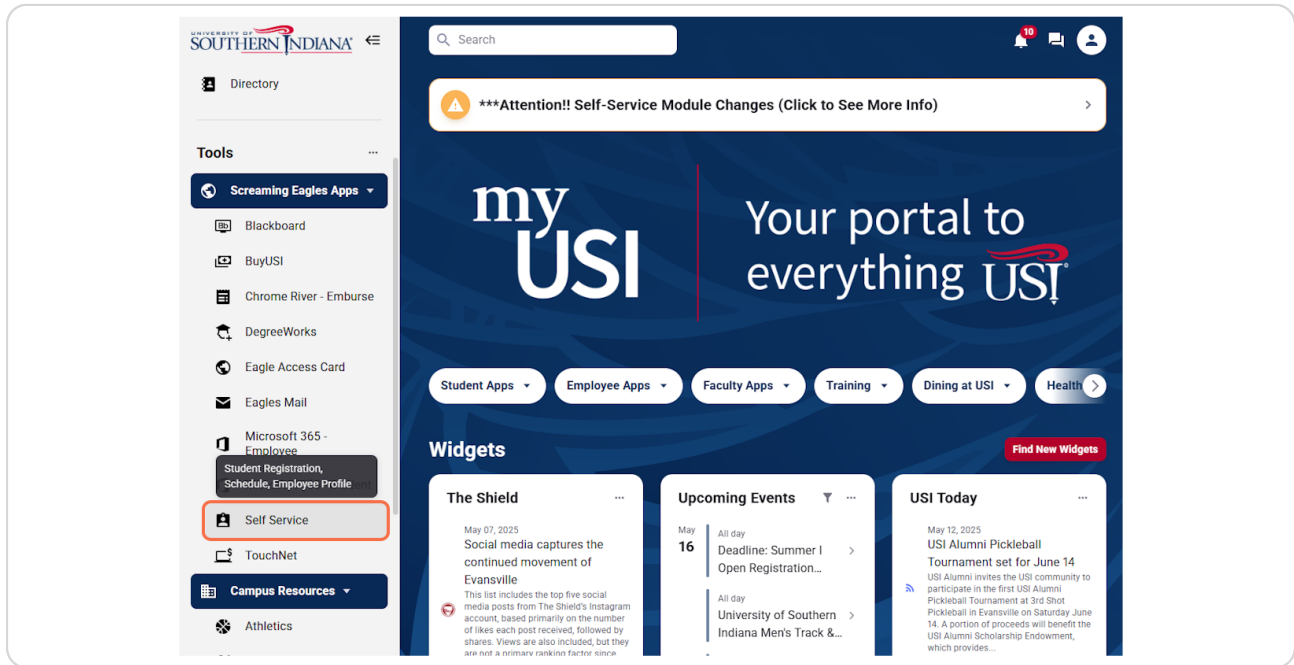 UNIVERSITY OF
SOUTHERN INDIANA
Directory
Tools
Screaming Eagles Apps
Bb
Blackboard
BuyUSI
Chrome River - Emburse
DegreeWorks
Eagle Access Card
Eagles Mail
Microsoft 365 -
Employee
Student Registration,
Schedule, Employee Profile
Self Service
TouchNet
Campus Resources
Athletics
Search
10
***Attention!! Self-Service Module Changes (Click to See More Info)
my
USI
Your portal to
everything USI
Student Apps
Employee Apps
Faculty Apps
Training
Dining at USI
Health
Widgets
Find New Widgets
The Shield
May 07, 2025
Social media captures the
continued movement of
Evansville
This list includes the top five social
media posts from The Shield's Instagram
account, based primarily on the number
of likes each post received, followed by
shares. Views are also included, but they
are not a primary ranking factor since
Upcoming Events
May
16
All day
Deadline: Summer I
Open Registration...
All day
University of Southern
Indiana Men's Track &...
USI Today
May 12, 2025
USI Alumni Pickleball
Tournament set for June 14
USI Alumni invites the USI community to
participate in the first USI Alumni
Pickleball Tournament at 3rd Shot
Pickleball in Evansville on Saturday June
14. A portion of proceeds will benefit the
USI Alumni Scholarship Endowment,
which provides...